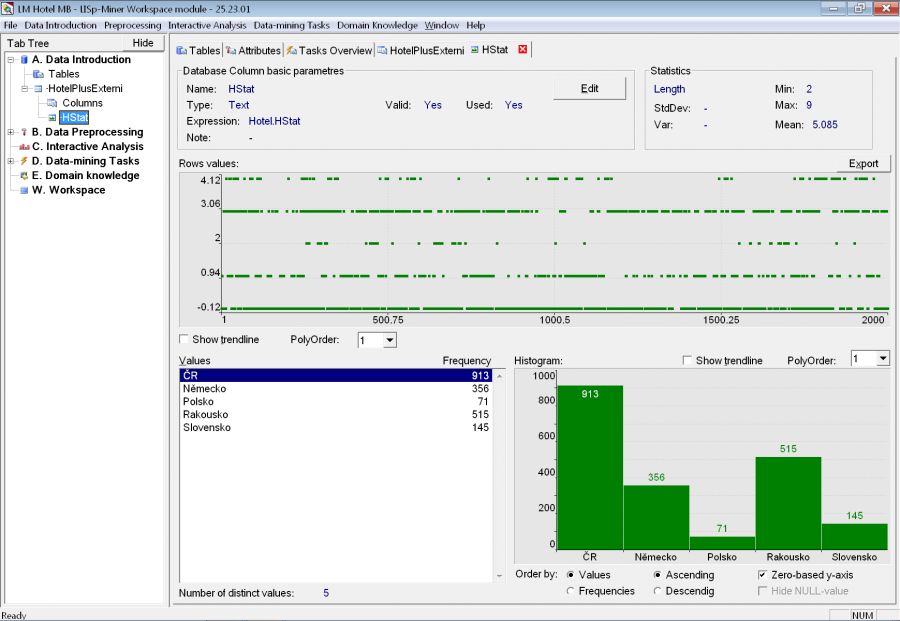 LM Hotel MB - LISp-Miner Workspace module - 25.23.01
File Data Introduction Preprocessing Interactive Analysis Data-mining Tasks Domain Knowledge Window Help
Tab Tree Hide
A. Data Introduction
Tables
·HotelPlusExterni
Columns
·HStat
B. Data Preprocessing
C. Interactive Analysis
D. Data-mining Tasks
E. Domain knowledge
W. Workspace
Tables Attributes Tasks Overview HotelPlusExterni HStat
Database Column basic parametres
Name: HStat Edit
Type: Text Valid: Yes Used: Yes
Expression: Hotel.HStat
Note: -
Statistics
Length Min: 2
StdDev: - Max: 9
Var: - Mean: 5.085
Rows values: Export
4.12
3.06
2
0.94
-0.12
1 500.75 1000.5 1500.25 2000
Show trendline PolyOrder: 1
Values Frequency
ČR 913
Německo 356
Polsko 71
Rakousko 515
Slovensko 145
Number of distinct values: 5
Histogram: Show trendline PolyOrder: 1
1000
800
600
400
200
0
913
356
71
515
145
ČR Německo Polsko Rakousko Slovensko
Order by: Values Ascending Zero-based y-axis
Frequencies Descendig Hide NULL-value
Ready NUM